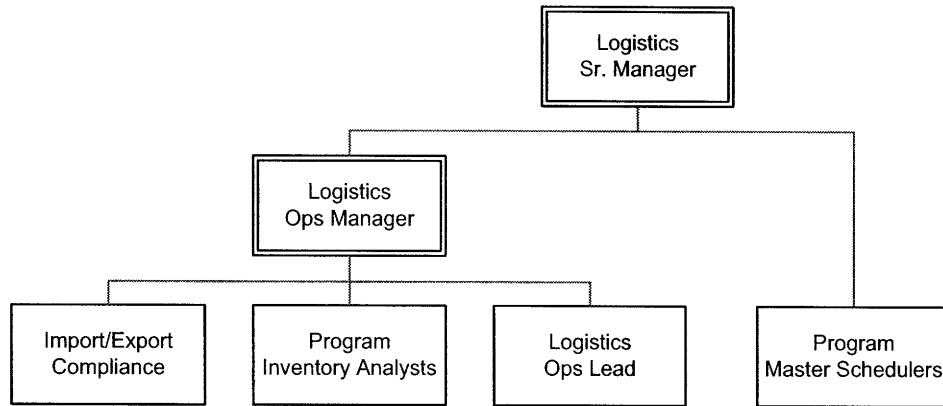 Logistics
Sr. Manager
Logistics
Ops Manager
Import/Export
Compliance
Program
Inventory Analysts
Logistics
Ops Lead
Program
Master Schedulers